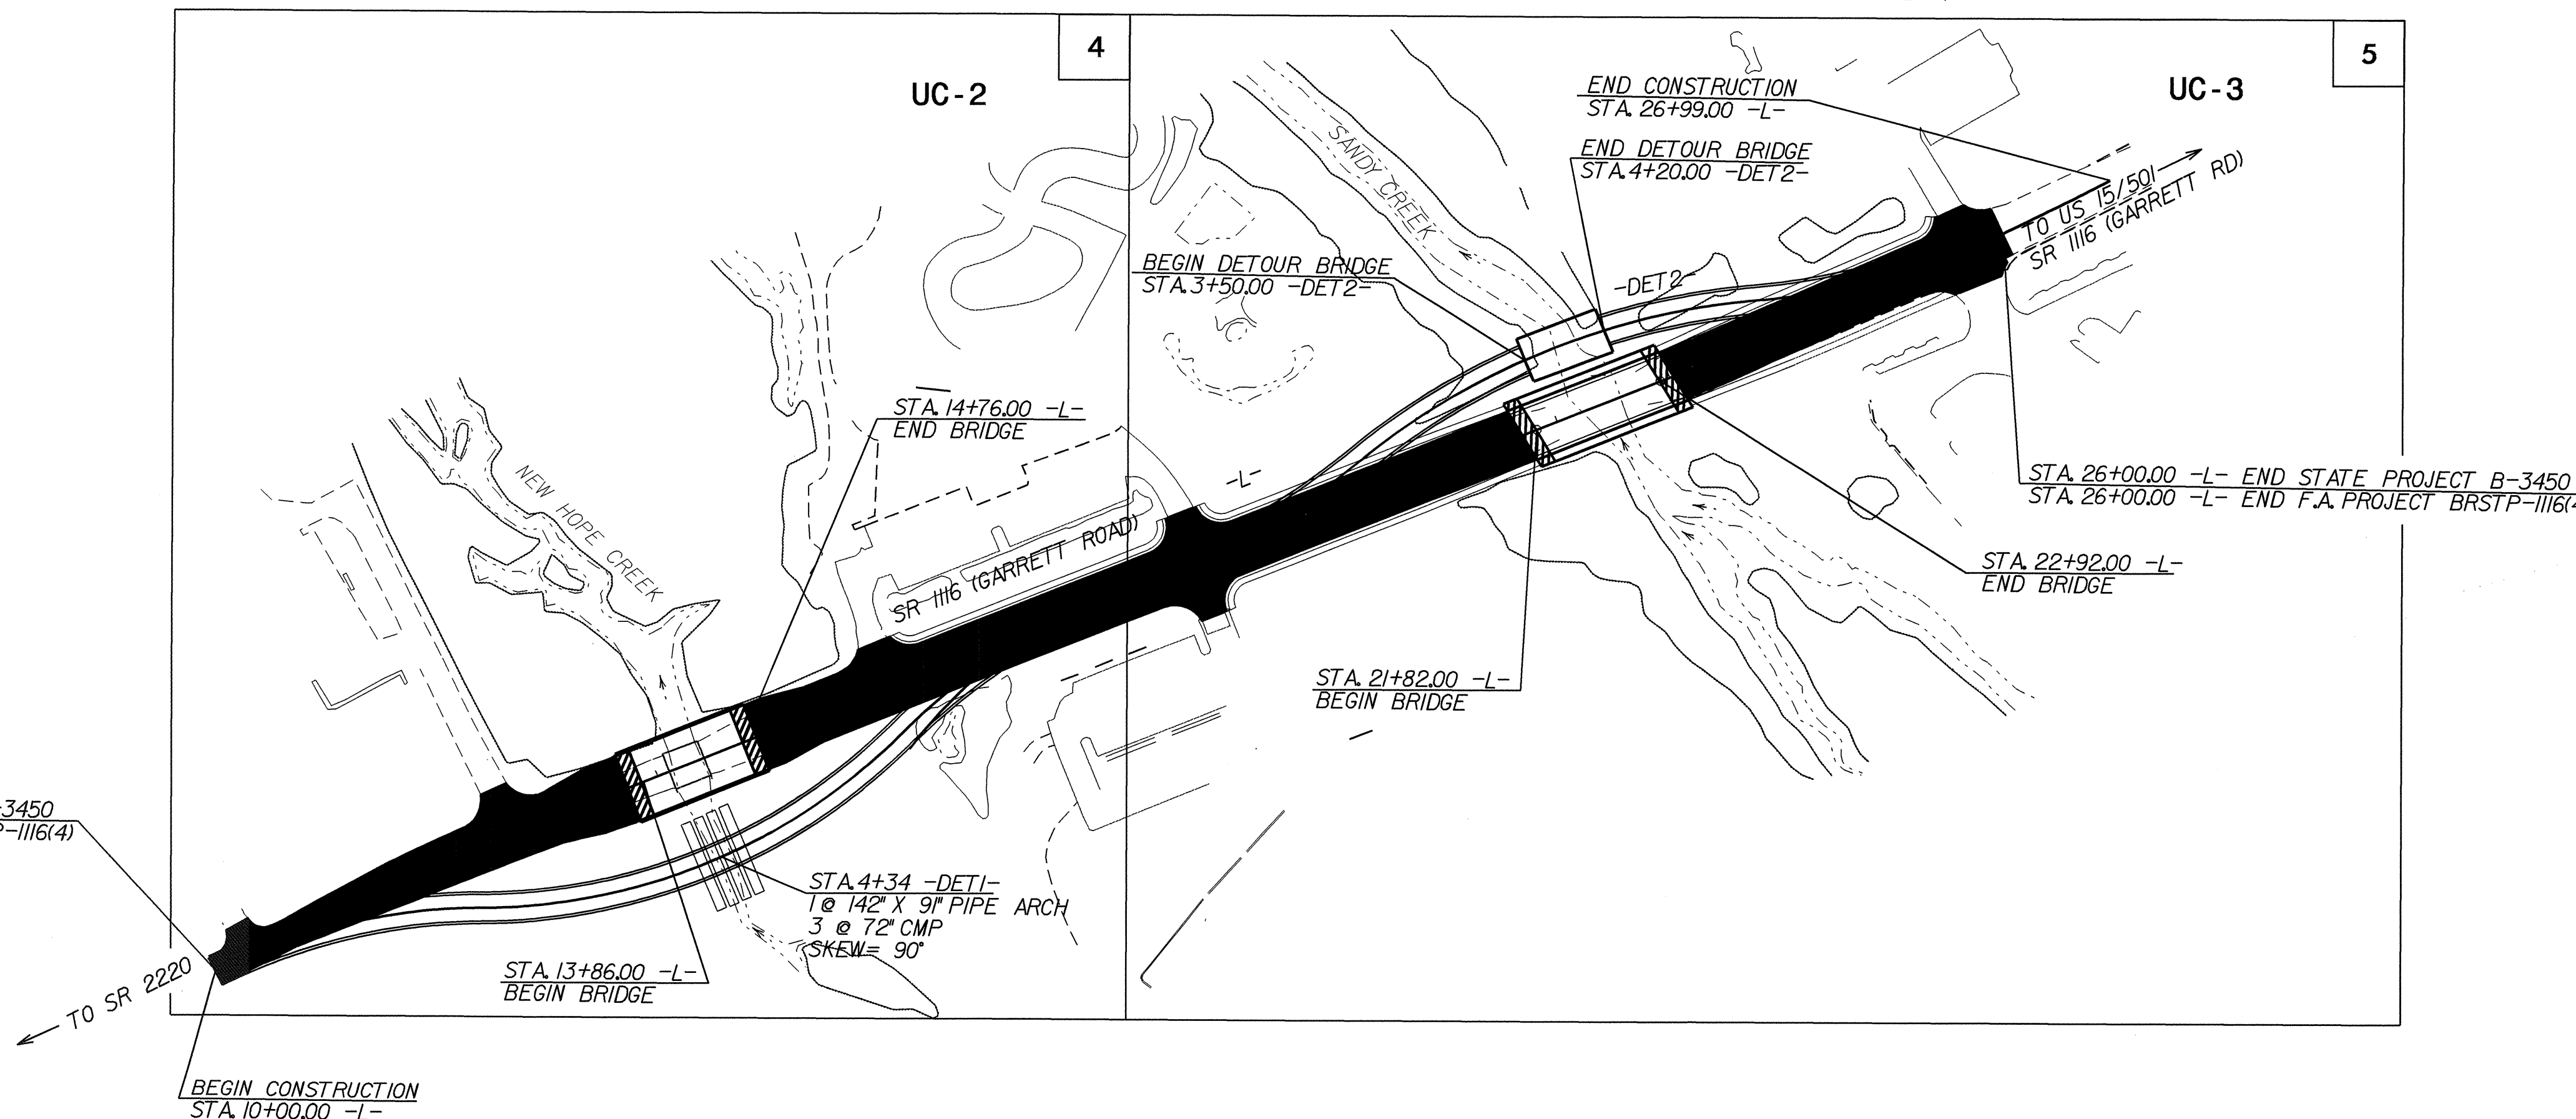 4
5
UC-2
UC-3
END CONSTRUCTION
STA. 26+99.00 -L-
END DETOUR BRIDGE
STA. 4+20.00 -DET2-
SANDY CREEK
TO US 15/501
SR 1116 (GARRETT RD)
BEGIN DETOUR BRIDGE
STA. 3+50.00 -DET2-
-DET2-
STA. 14+76.00 -L-
END BRIDGE
NEW HOPE CREEK
-L-
STA. 26+00.00 -L- END STATE PROJECT B-3450
STA. 26+00.00 -L- END F.A. PROJECT BRSTP-1116(4
SR 1116 (GARRETT ROAD)
STA. 22+92.00 -L-
END BRIDGE
STA. 21+82.00 -L-
BEGIN BRIDGE
-3450
P-1116(4)
STA. 4+34 -DET1-
1 @ 142" X 91" PIPE ARCH
3 @ 72" CMP
SKEW= 90°
STA. 13+86.00 -L-
BEGIN BRIDGE
TO SR 2220
BEGIN CONSTRUCTION
STA. 10+00.00 -L-